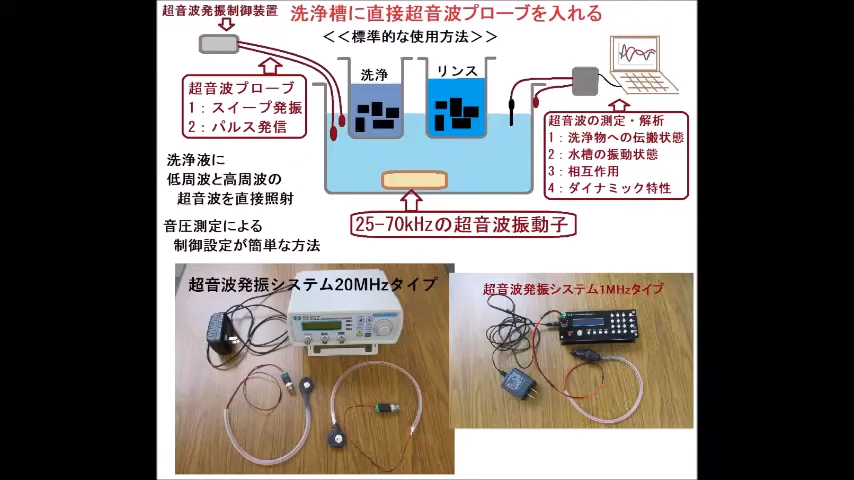 超音波発振制御装置
洗浄槽に直接超音波プローブを入れる
<<標準的な使用方法>>
洗浄
リンス
超音波プローブ
1：スイープ発振
2：パルス発信
超音波の測定・解析
1：洗浄物への伝搬状態
2：水槽の振動状態
3：相互作用
4：ダイナミック特性
洗浄液に
低周波と高周波の
超音波を直接照射
音圧測定による
制御設定が簡単な方法
25-70kHzの超音波振動子
超音波発振システム20MHzタイプ
超音波発振システム1MHzタイプ